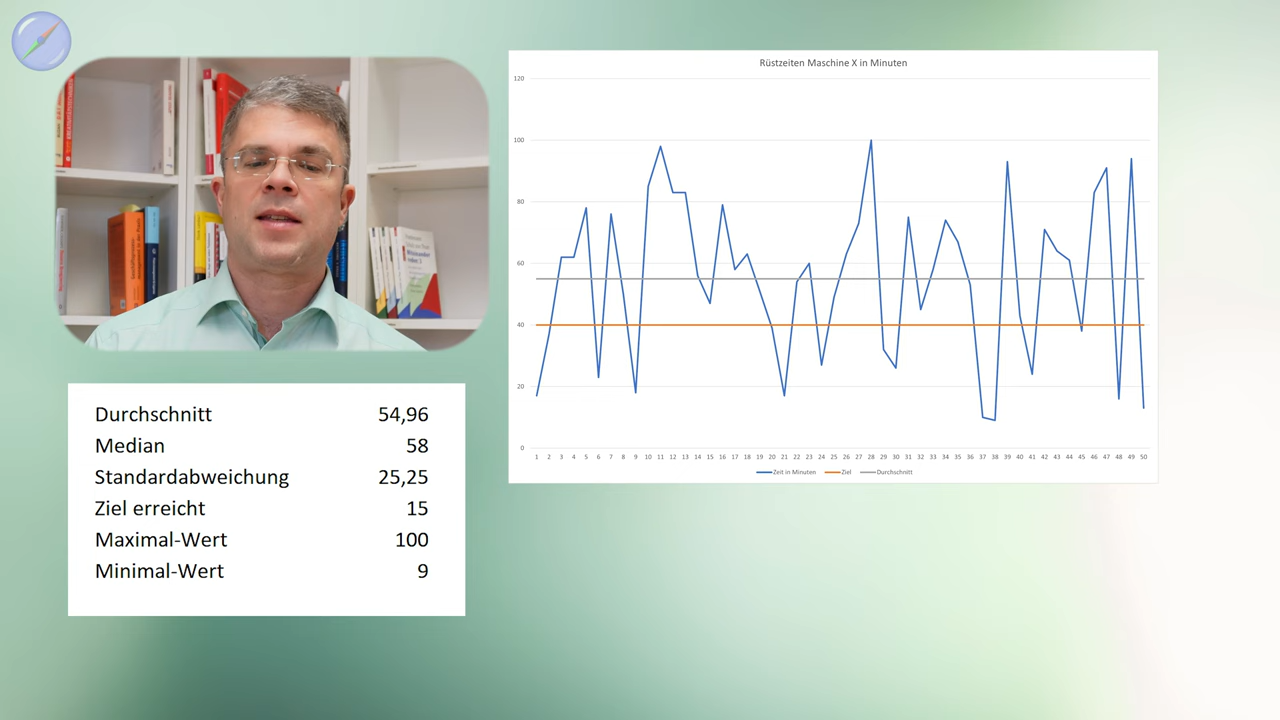 Rüstzeiten Maschine X in Minuten
120
100
80
60
40
20
0
1 2 3 4 5 6 7 8 9 10 11 12 13 14 15 16 17 18 19 20 21 22 23 24 25 26 27 28 29 30 31 32 33 34 35 36 37 38 39 40 41 42 43 44 45 46 47 48 49 50
Zeit in Minuten Ziel Durchschnitt
Durchschnitt 54,96
Median 58
Standardabweichung 25,25
Ziel erreicht 15
Maximal-Wert 100
Minimal-Wert 9